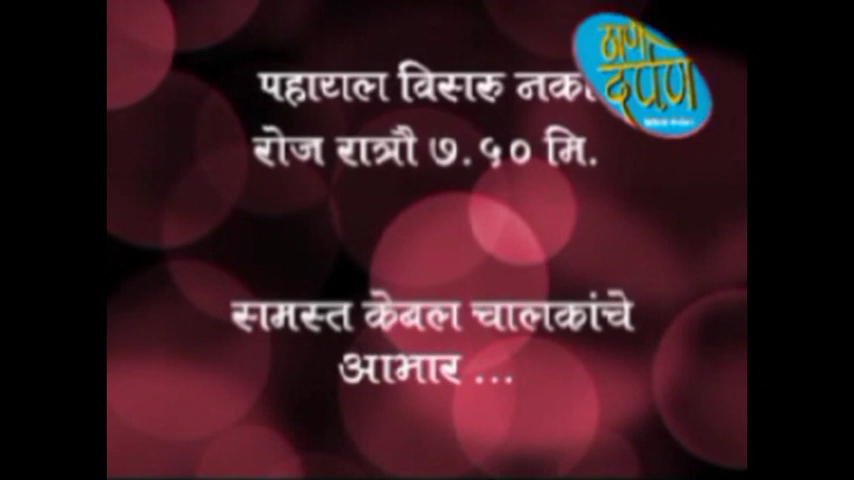 पहायल विसरु नका
रोज रात्रौ ७.५० मि.
समस्त केबल चालकांचे
आभार ...
ठाणे
दर्पण